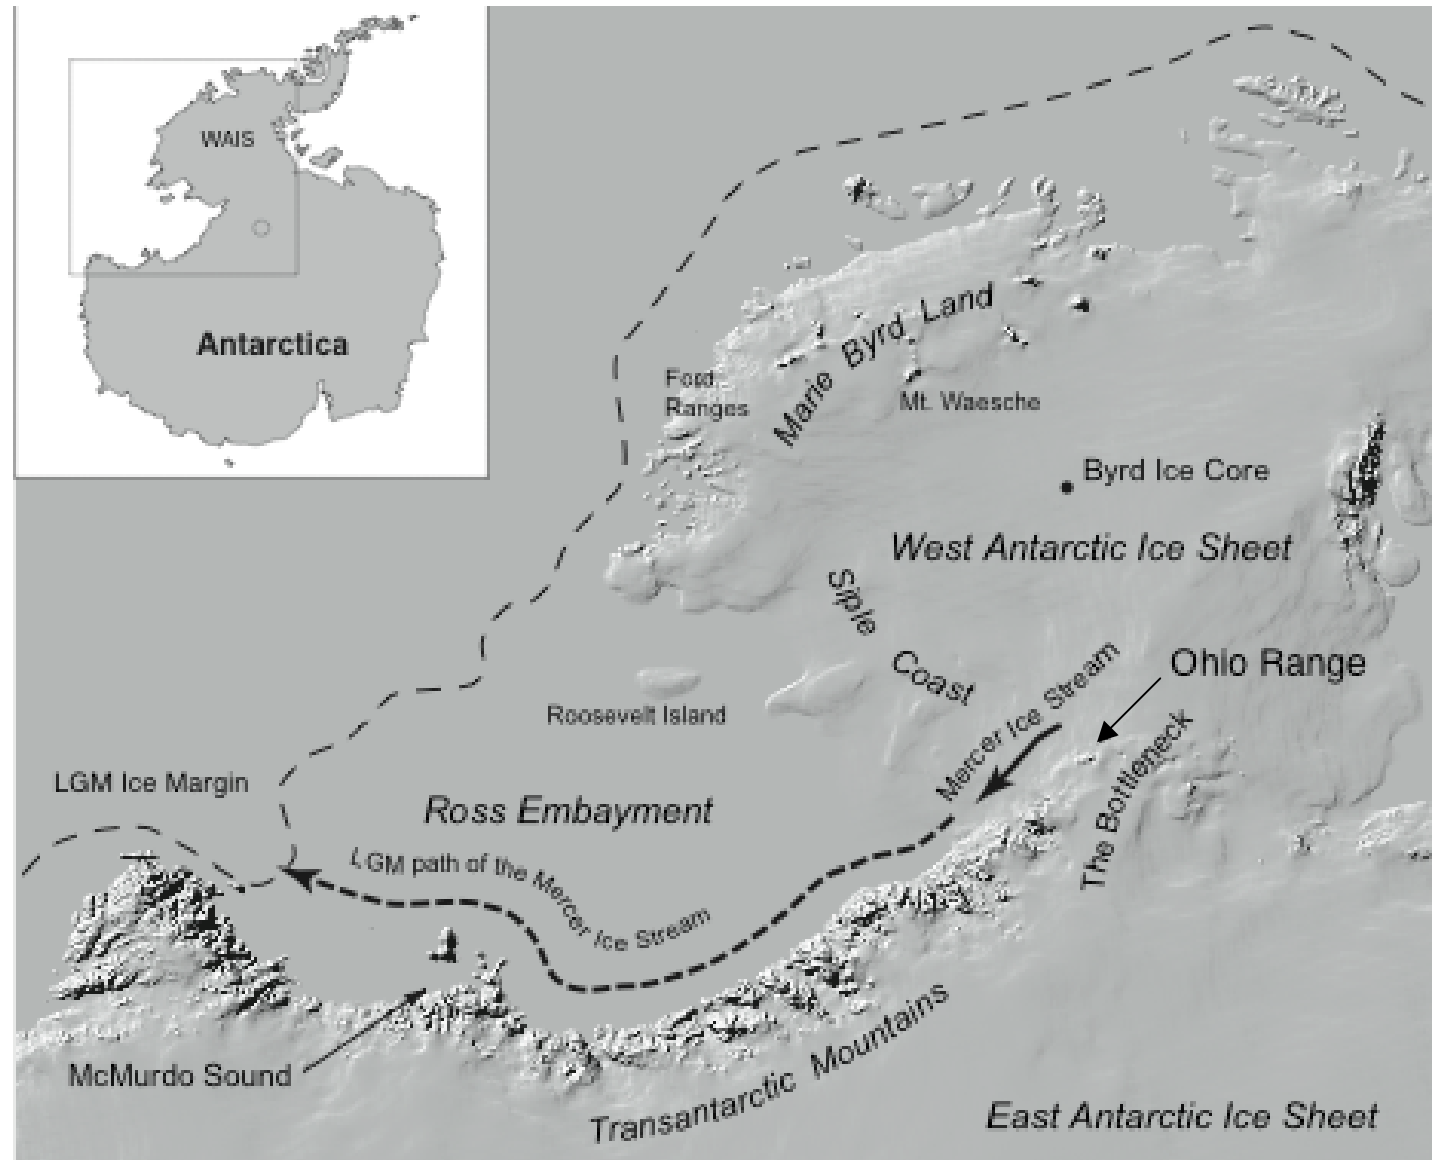 WAIS
Antarctica
Marie Byrd Land
Ford
Ranges
Mt. Waesche
Byrd Ice Core
West Antarctic Ice Sheet
Siple
Coast
Ohio Range
Mercer Ice Stream
Roosevelt Island
The Bottleneck
LGM Ice Margin
Ross Embayment
LGM path of the Mercer Ice Stream
McMurdo Sound
Transantarctic Mountains
East Antarctic Ice Sheet